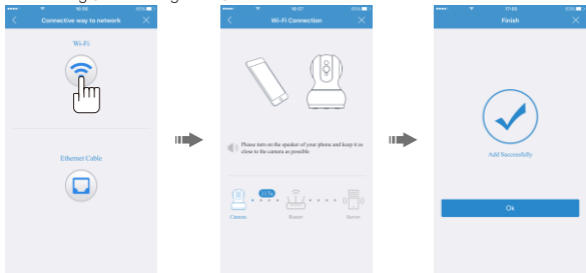 Connective way to network
Wi-Fi
Ethernet Cable
Wi-Fi Connection
Please turn on the speaker of your phone and keep it as
close to the camera as possible
Camera
Router
Server
Finish
Add Successfully
Ok